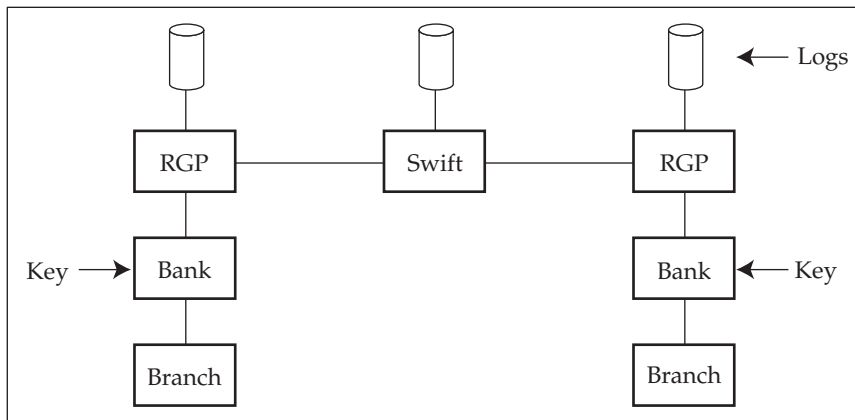 Logs
RGP
Swift
RGP
Key
Bank
Bank
Key
Branch
Branch